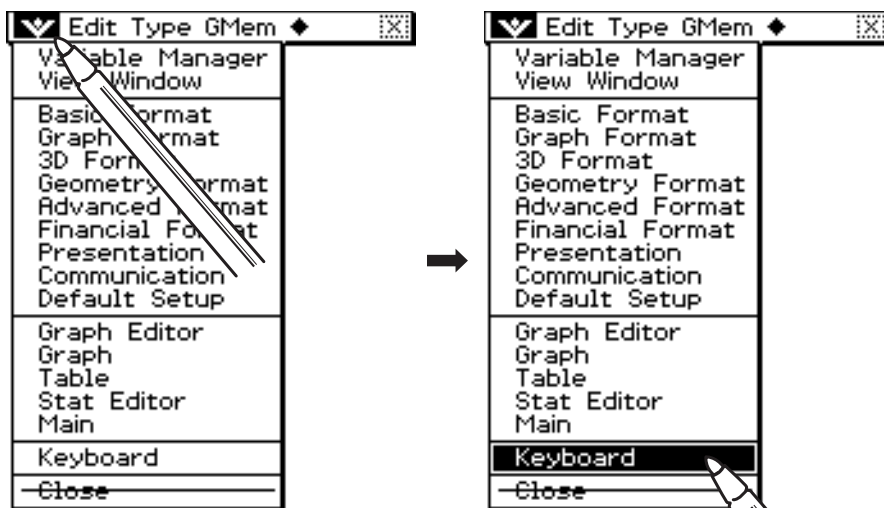 Edit Type GMem ◆
Variable Manager
View Window
Basic Format
Graph Format
3D Format
Geometry Format
Advanced Format
Financial Format
Presentation
Communication
Default Setup
Graph Editor
Graph
Table
Stat Editor
Main
Keyboard
Close
Edit Type GMem ◆
Variable Manager
View Window
Basic Format
Graph Format
3D Format
Geometry Format
Advanced Format
Financial Format
Presentation
Communication
Default Setup
Graph Editor
Graph
Table
Stat Editor
Main
Keyboard
Close